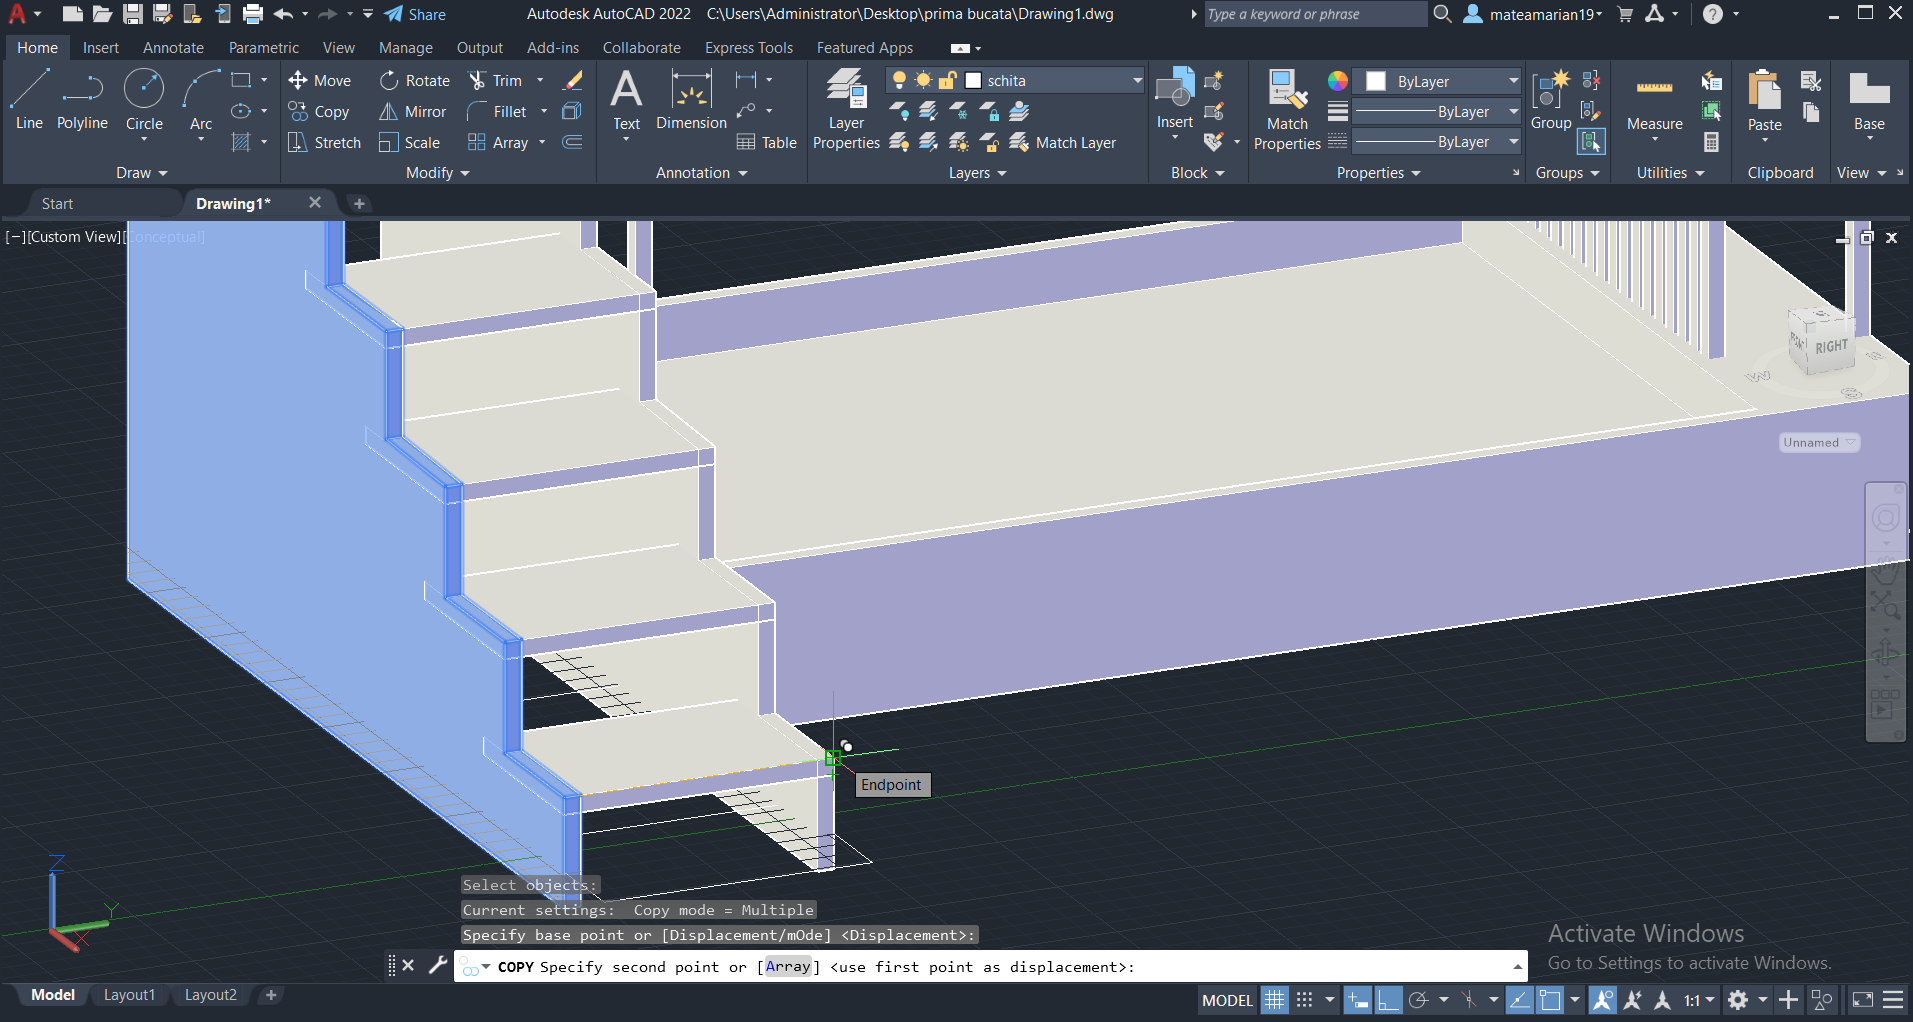 Share
Autodesk AutoCAD 2022 C:\Users\Administrator\Desktop\prima bucata\Drawing1.dwg
Type a keyword or phrase
mateamarian19
Home Insert Annotate Parametric View Manage Output Add-ins Collaborate Express Tools Featured Apps
Line Polyline Circle Arc
Draw
Move Rotate Trim
Copy Mirror Fillet
Stretch Scale Array
Modify
Text Dimension Table
Annotation
Layer Properties
schita
Match Layer
Layers
Insert
Block
Match Properties
ByLayer
ByLayer
ByLayer
Properties
Group
Groups
Measure
Utilities
Paste
Clipboard
Base
View
Start Drawing1*
[−][Custom View][Conceptual]
FRONT RIGHT
W
Unnamed
Endpoint
Z
Y
X
Select objects:
Current settings: Copy mode = Multiple
Specify base point or [Displacement/mOde] <Displacement>:
COPY Specify second point or [Array] <use first point as displacement>:
Activate Windows
Go to Settings to activate Windows.
Model Layout1 Layout2
MODEL 1:1